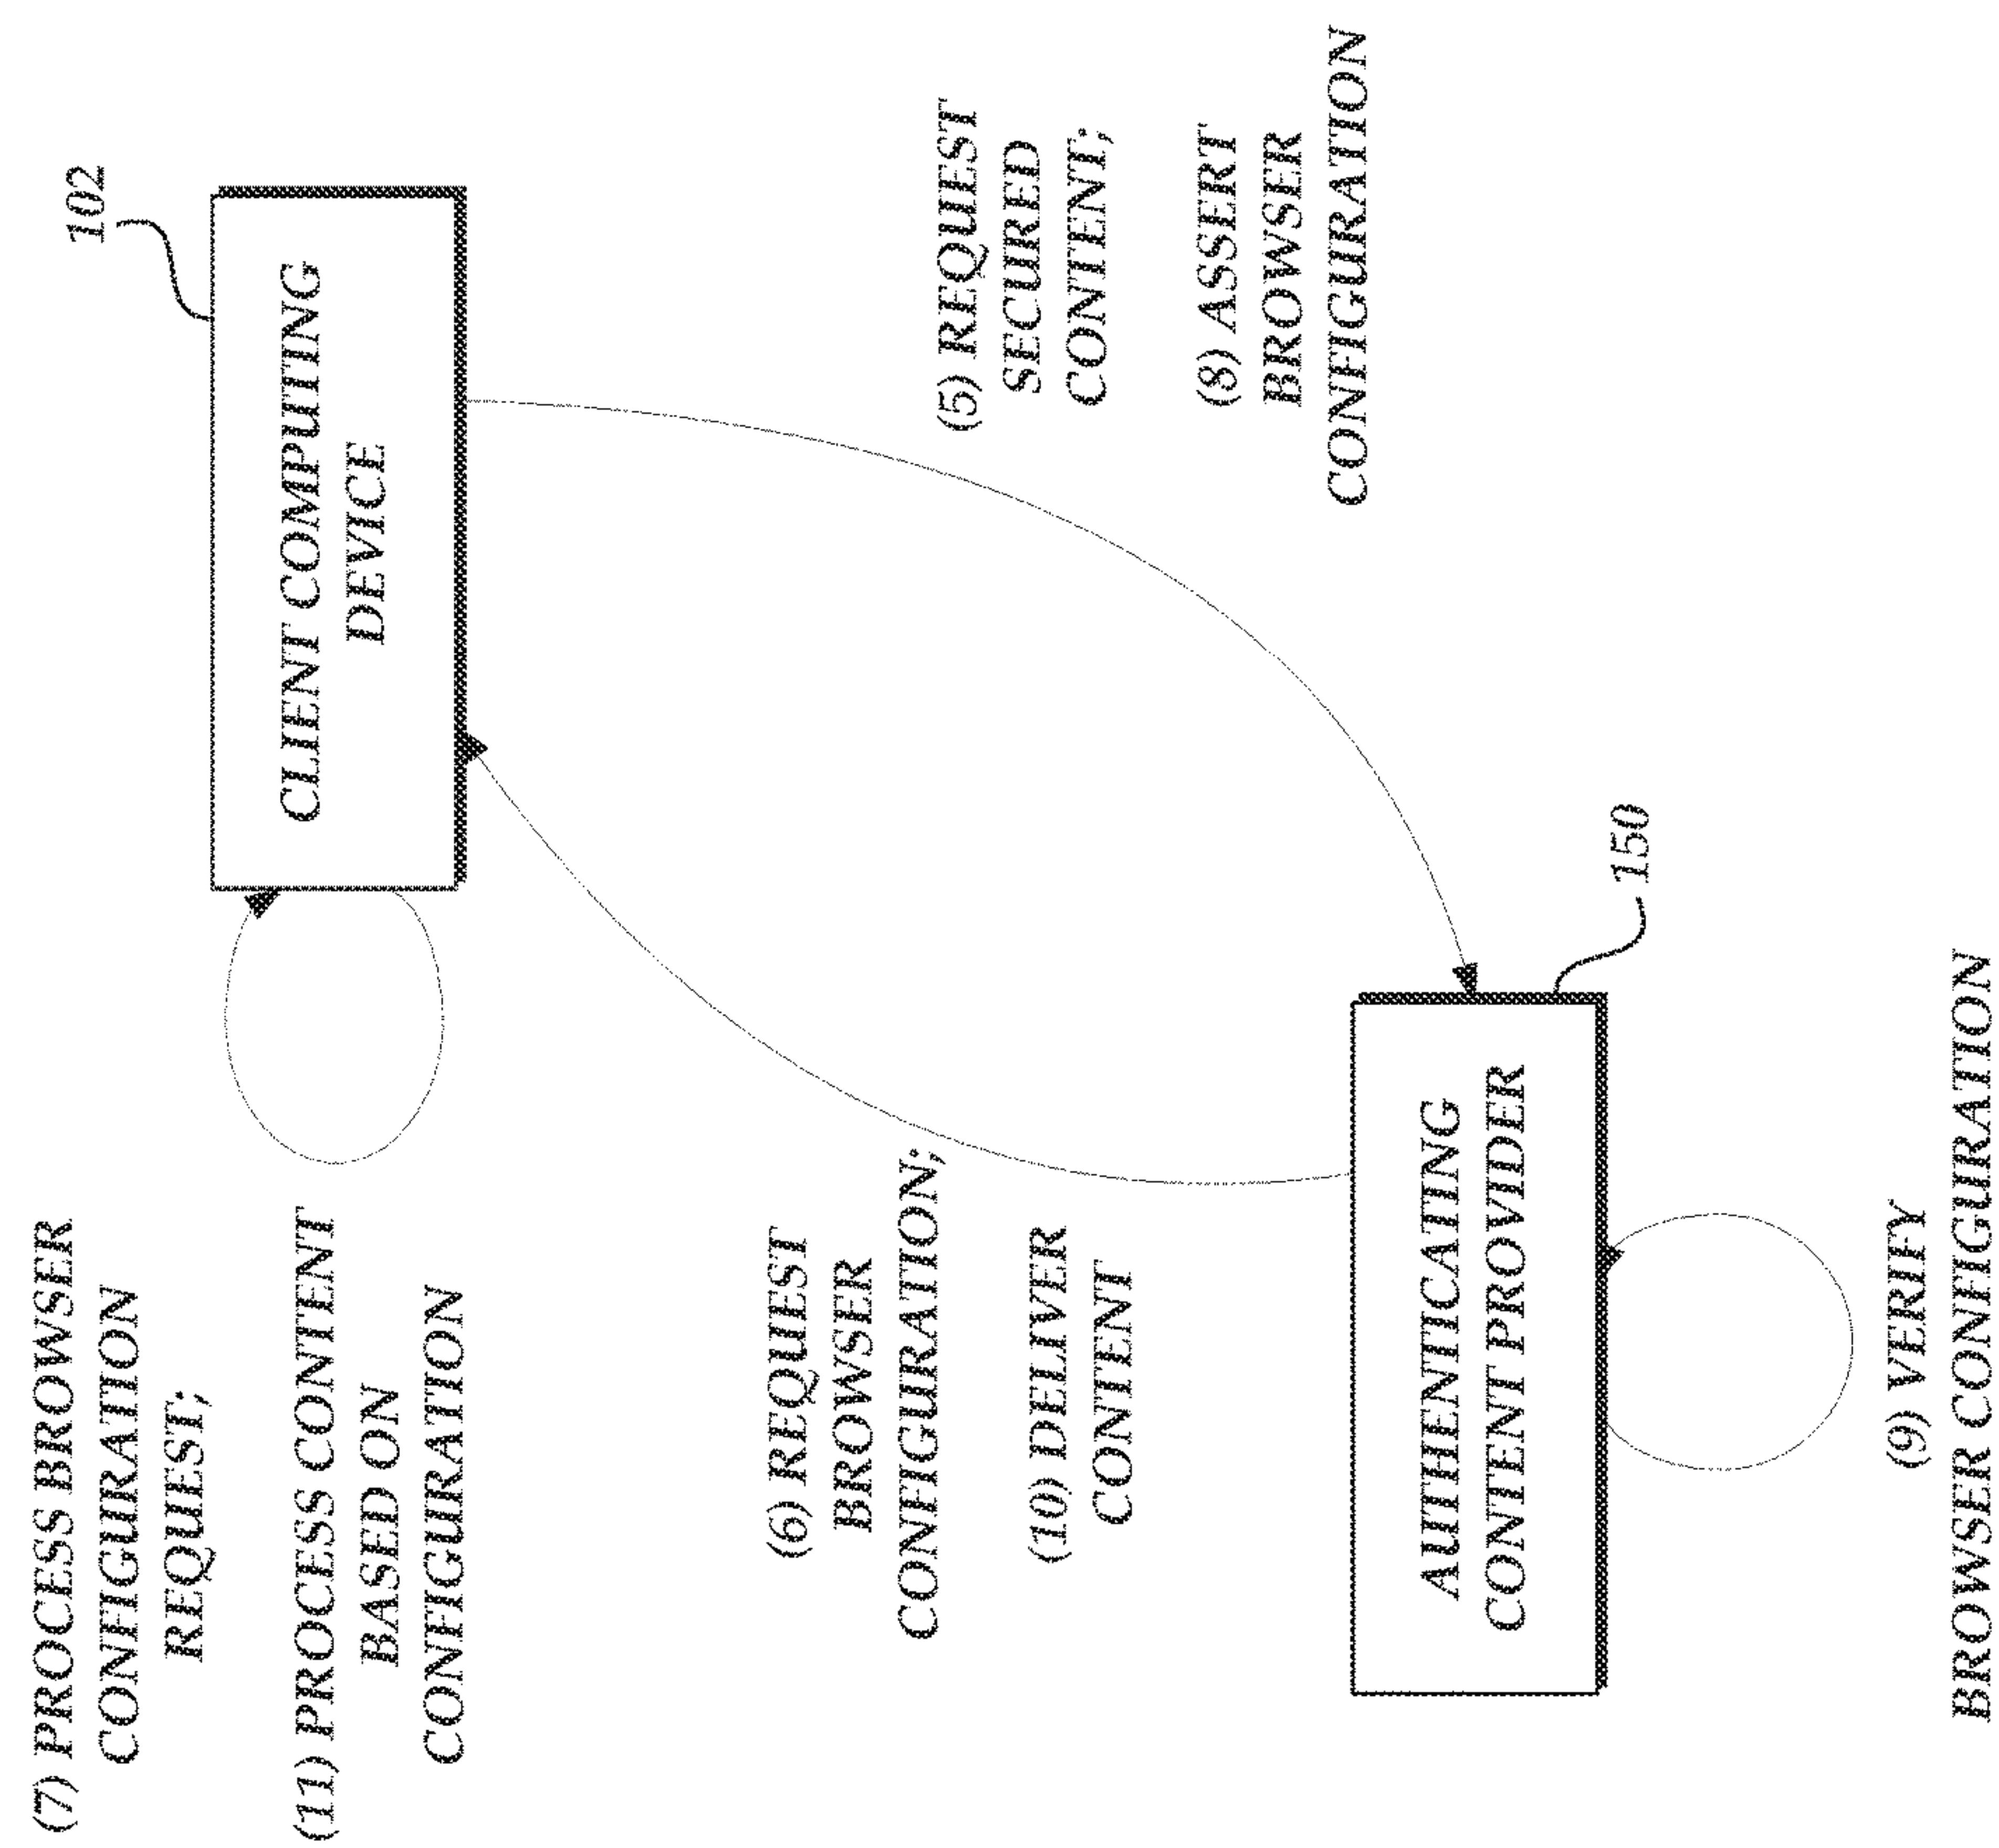 (7) PROCESS BROWSER
CONFIGURATION
REQUEST;
(11) PROCESS CONTENT
BASED ON
CONFIGURATION
102
CLIENT COMPUTING
DEVICE
(6) REQUEST
BROWSER
CONFIGURATION;
(10) DELIVER
CONTENT
(5) REQUEST
SECURED
CONTENT;
(8) ASSERT
BROWSER
CONFIGURATION
AUTHENTICATING
CONTENT PROVIDER
150
(9) VERIFY
BROWSER CONFIGURATION